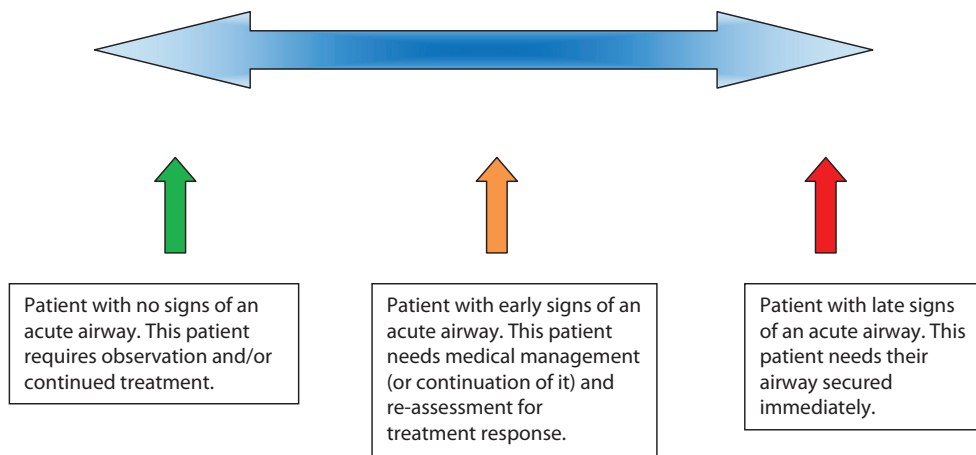 Patient with no signs of an
acute airway. This patient
requires observation and/or
continued treatment.
Patient with early signs of an
acute airway. This patient
needs medical management
(or continuation of it) and
re-assessment for
treatment response.
Patient with late signs
of an acute airway. This
patient needs their
airway secured
immediately.